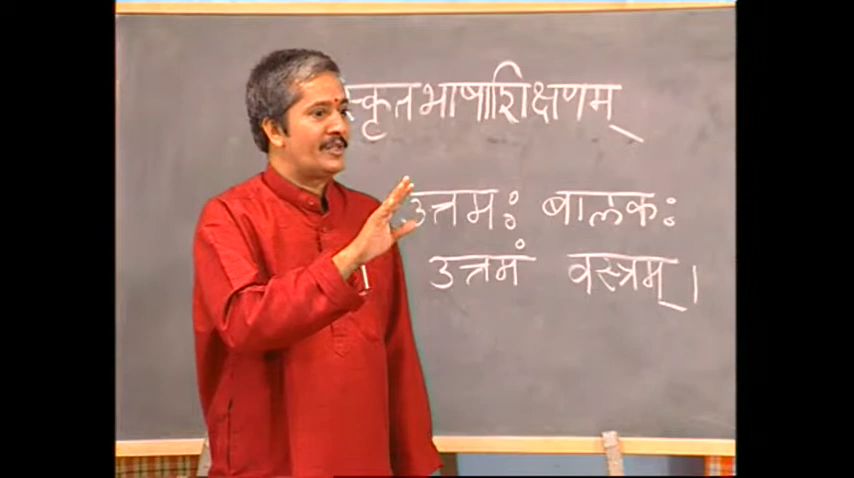 स्कृतभाषाशिक्षणम्
उत्तमः बालकः
उत्तमं वस्त्रम् ।